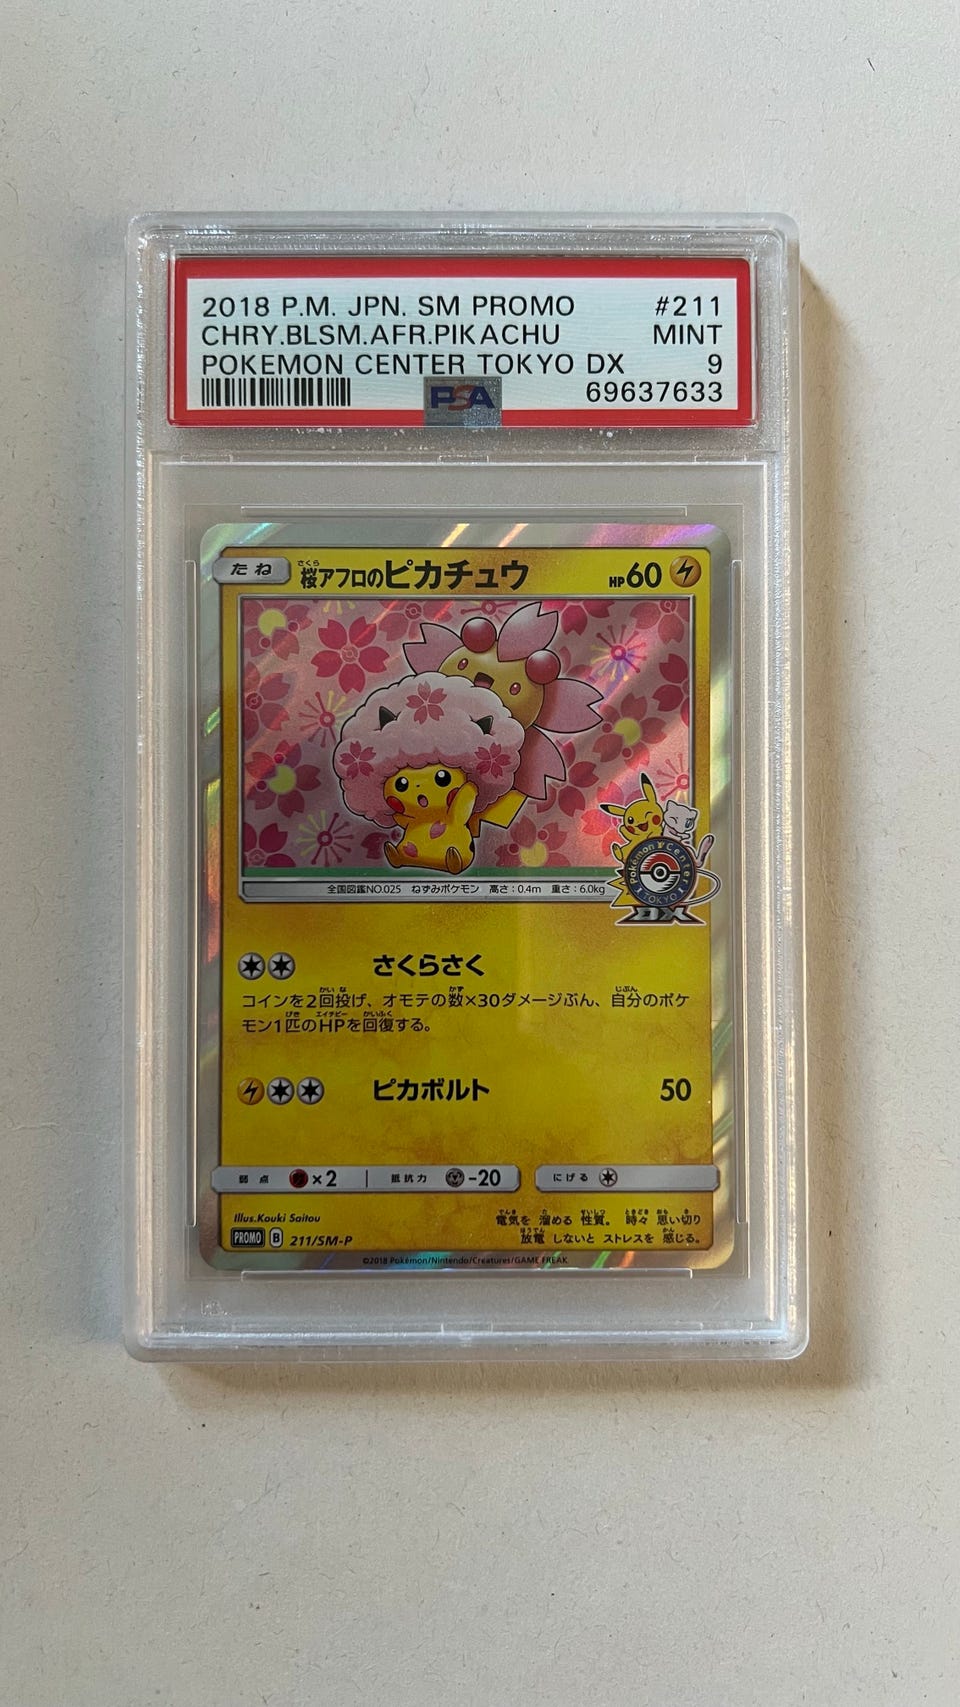 2018 P.M. JPN. SM PROMO #211
CHRY.BLSM.AFR.PIKACHU MINT
POKEMON CENTER TOKYO DX 9
69637633
PSA
たね 桜アフロのピカチュウ HP60
さくら
Pokémon Center
TOKYO
DX
全国図鑑NO.025 ねずみポケモン 高さ:0.4m 重さ:6.0kg
さくらさく
コインを2回投げ、オモテの数×30ダメージぶん、自分のポケ
モン1匹のHPを回復する。
ピカボルト 50
弱点 ×2 抵抗力 -20 にげる
Illus.Kouki Saitou
電気を 溜める 性質。 時々 思い切り
放電 しないと ストレスを 感じる。
PROMO B 211/SM-P
©2018 Pokémon/Nintendo/Creatures/GAME FREAK